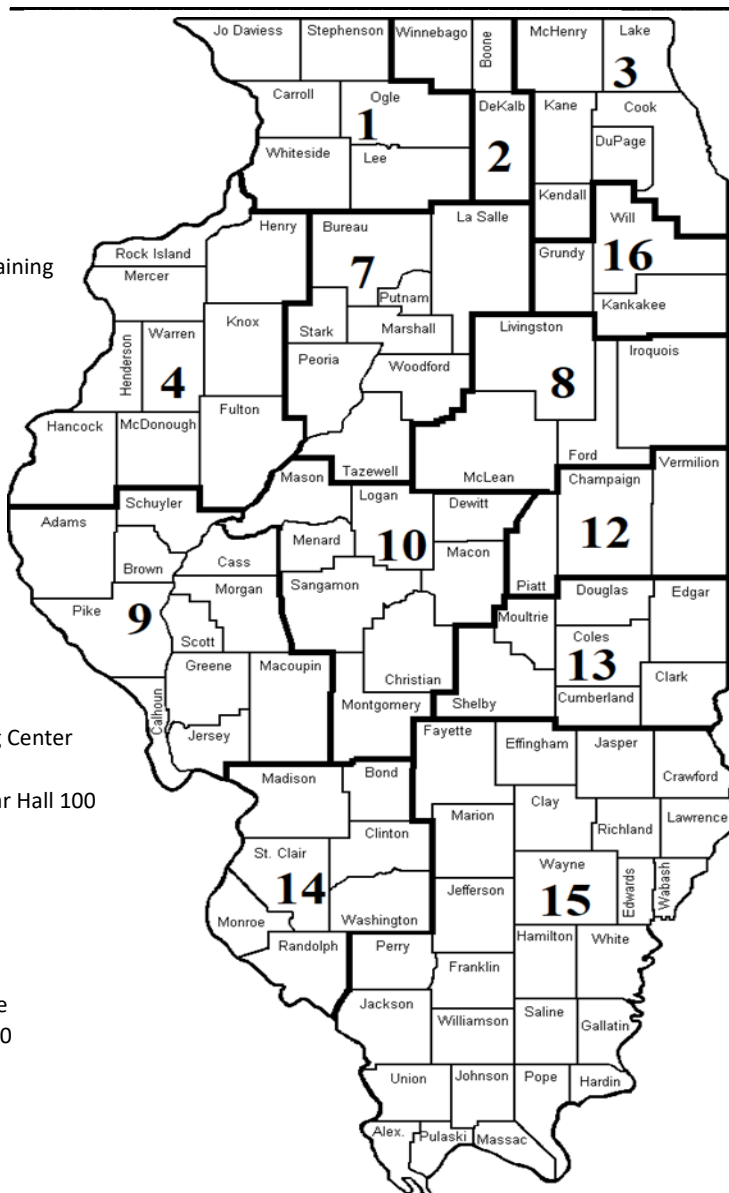 Jo Daviess
Stephenson
Winnebago
Boone
McHenry
Lake
3
Carroll
Ogle
1
DeKalb
2
Kane
Cook
DuPage
Whiteside
Lee
Kendall
Will
16
Grundy
Kankakee
La Salle
Henry
Bureau
7
Putnam
Rock Island
Mercer
aining
Stark
Marshall
Livingston
8
Iroquois
Henderson
Warren
4
Knox
Peoria
Woodford
Hancock
McDonough
Fulton
Tazewell
McLean
Ford
Vermilion
Mason
Logan
10
Dewitt
Champaign
12
Schuyler
Adams
Brown
Cass
Menard
Macon
Piatt
Sangamon
Morgan
Pike
9
Scott
Moultrie
Douglas
Edgar
Coles
13
Greene
Macoupin
Christian
Clark
Calhoun
Jersey
Montgomery
Shelby
Cumberland
g Center
Fayette
Effingham
Jasper
Crawford
Madison
Bond
ar Hall 100
Marion
Clay
Richland
Lawrence
Clinton
St. Clair
14
Wayne
15
Edwards
Wabash
Jefferson
Monroe
Washington
Randolph
Perry
Hamilton
White
Franklin
e
0
Jackson
Williamson
Saline
Gallatin
Union
Johnson
Pope
Hardin
Alex.
Pulaski
Massac